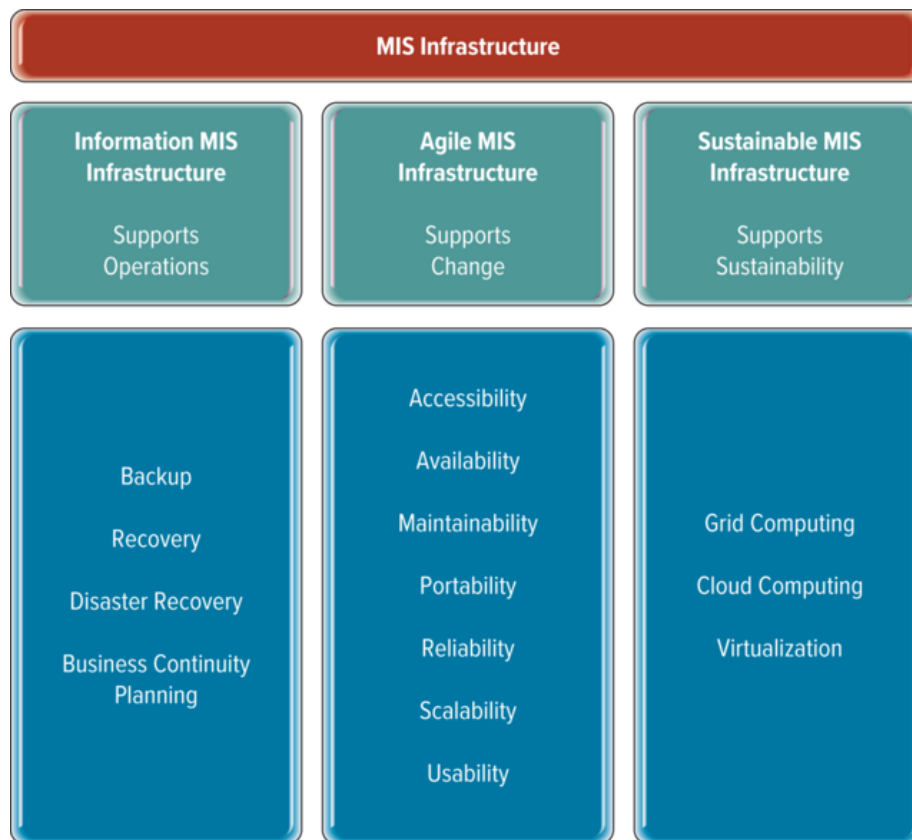 MIS Infrastructure
Information MIS
Infrastructure
Supports
Operations
Agile MIS
Infrastructure
Supports
Change
Sustainable MIS
Infrastructure
Supports
Sustainability
Backup
Recovery
Disaster Recovery
Business Continuity
Planning
Accessibility
Availability
Maintainability
Portability
Reliability
Scalability
Usability
Grid Computing
Cloud Computing
Virtualization